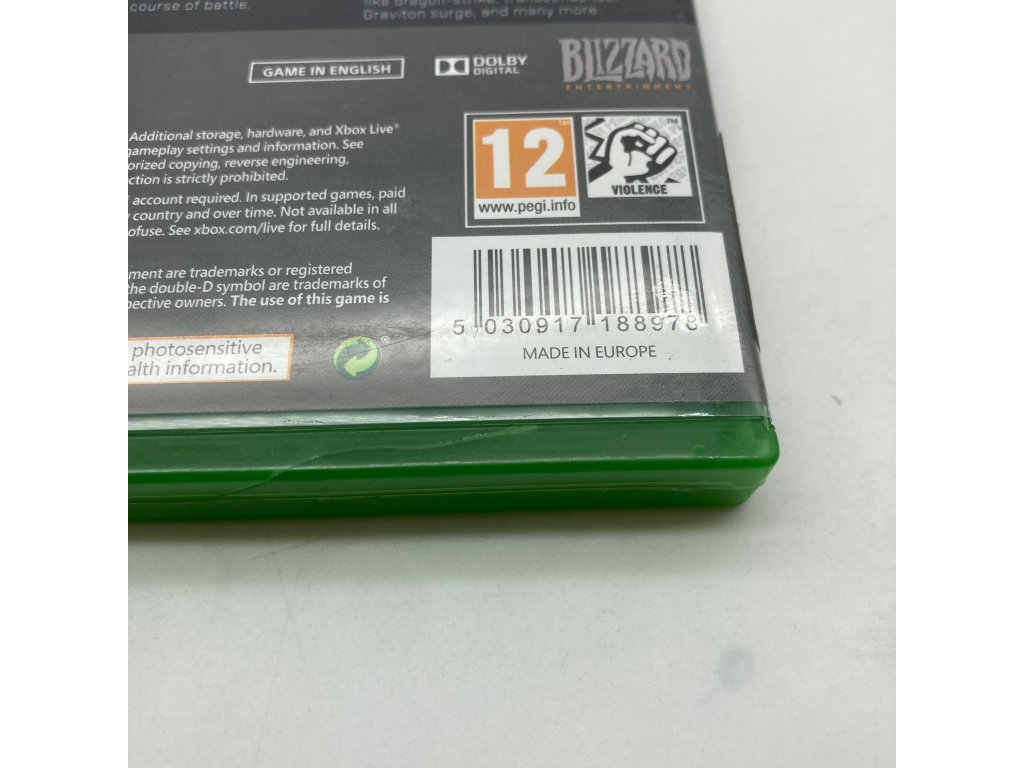 course of battle.
like dragon-strike, transcendence,
Graviton surge, and many more...
GAME IN ENGLISH
DOLBY
DIGITAL
BLIZZARD
ENTERTAINMENT
Additional storage, hardware, and Xbox Live®
gameplay settings and information. See
orized copying, reverse engineering,
ction is strictly prohibited.
account required. In supported games, paid
y country and over time. Not available in all
ofuse. See xbox.com/live for full details.
ment are trademarks or registered
the double-D symbol are trademarks of
pective owners. The use of this game is
photosensitive
alth information.
®
12
™
www.pegi.info
™
VIOLENCE
5 030917 188978
MADE IN EUROPE